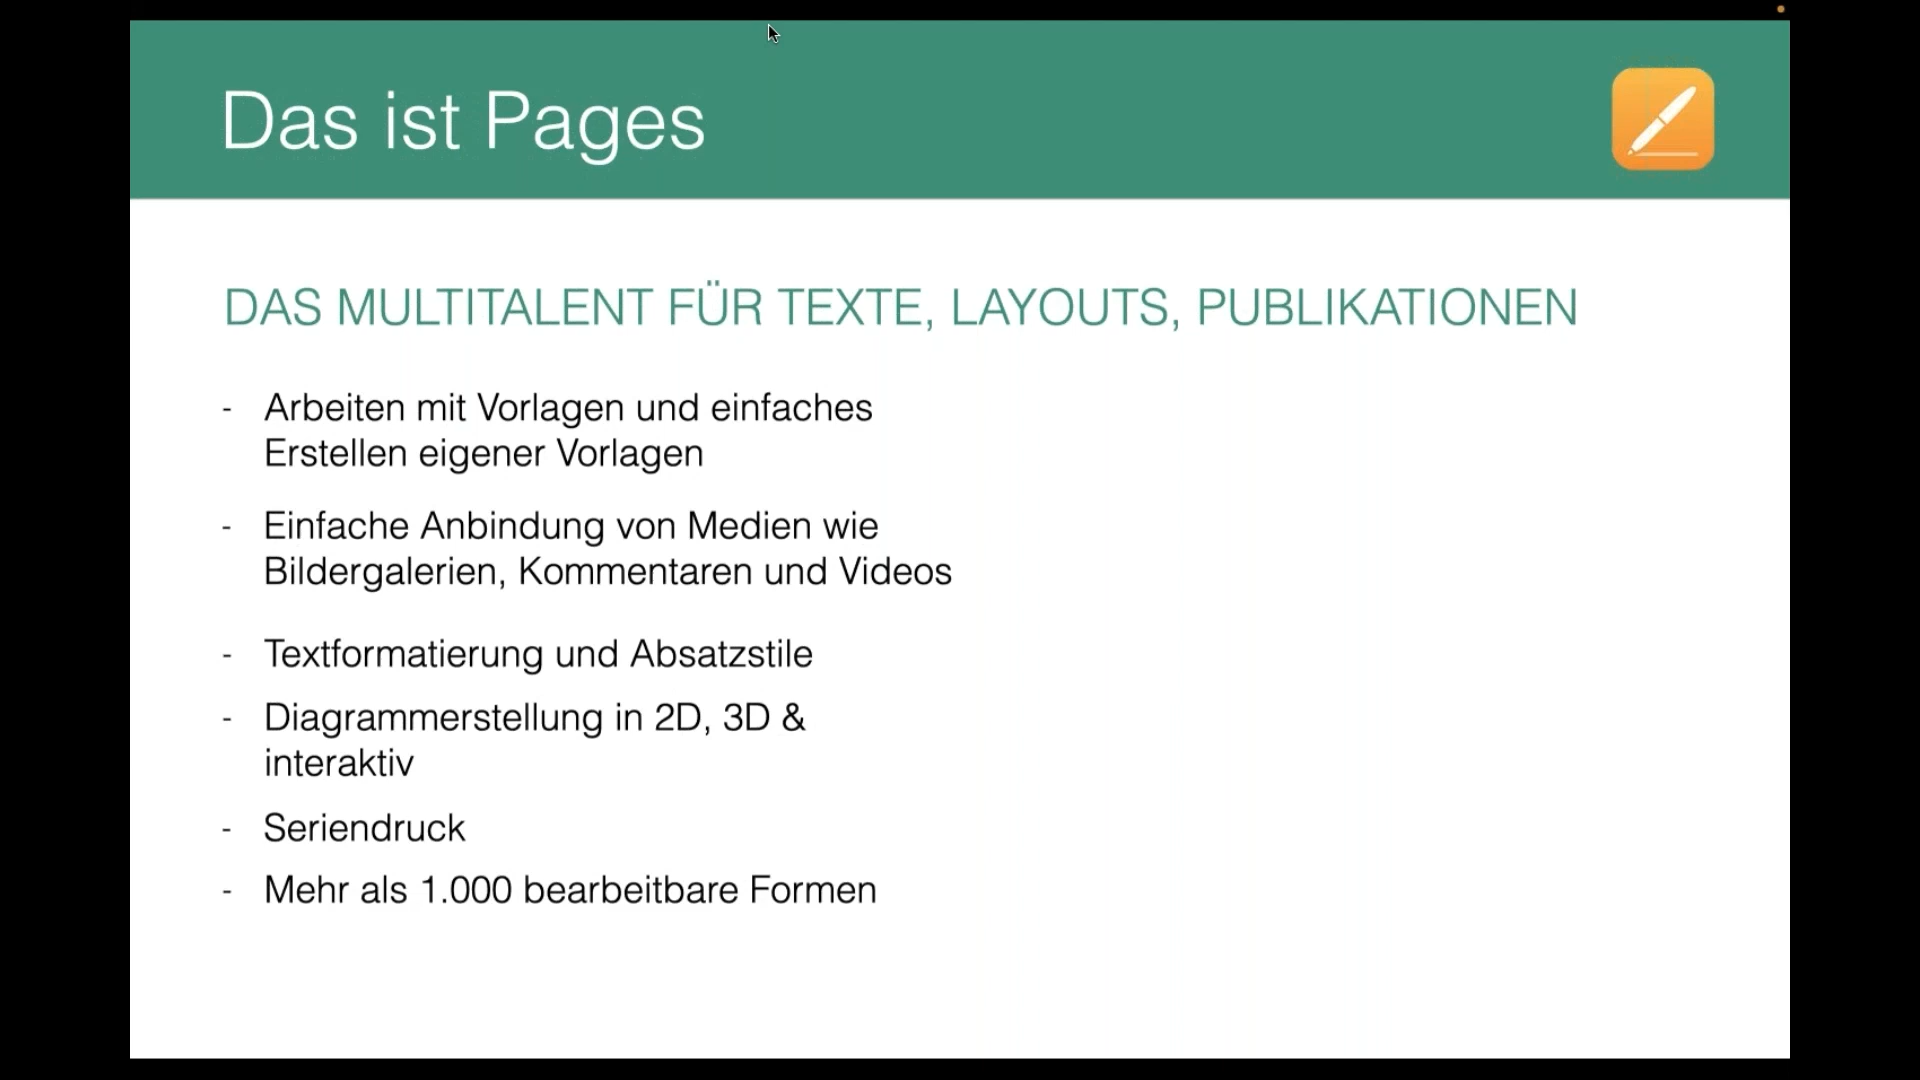 Das ist Pages
DAS MULTITALENT FÜR TEXTE, LAYOUTS, PUBLIKATIONEN
- Arbeiten mit Vorlagen und einfaches
Erstellen eigener Vorlagen
- Einfache Anbindung von Medien wie
Bildergalerien, Kommentaren und Videos
- Textformatierung und Absatzstile
- Diagrammerstellung in 2D, 3D &
interaktiv
- Seriendruck
- Mehr als 1.000 bearbeitbare Formen